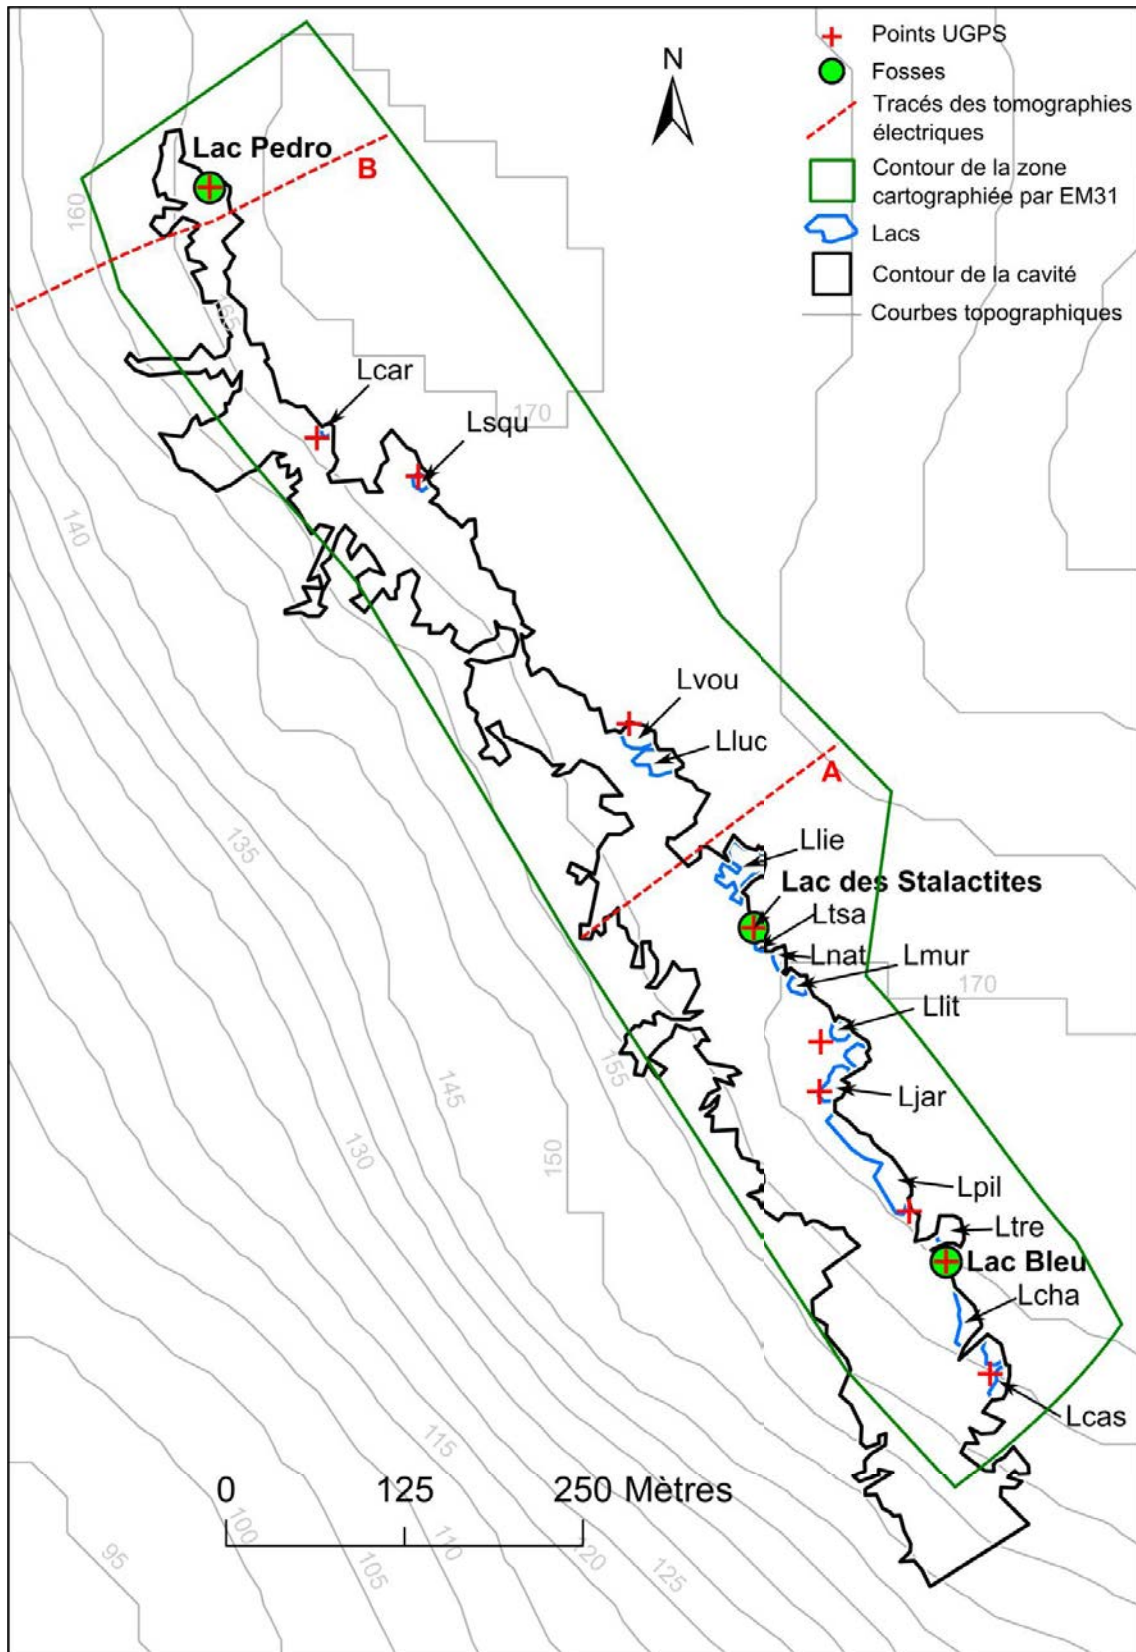 Points UGPS
Fosses
Tracés des tomographies
électriques
Contour de la zone
cartographiée par EM31
Lacs
Contour de la cavité
Courbes topographiques
N
Lac Pedro
B
160
165
Lcar
170
Lsqu
140
Lvou
Lluc
A
135
Llie
Lac des Stalactites
Ltsa
Lnat
Lmur
170
Llit
155
145
Ljar
130
150
Lpil
Ltre
Lac Bleu
Lcha
Lcas
115
0 125 250 Mètres
100
110
120
125
95
105